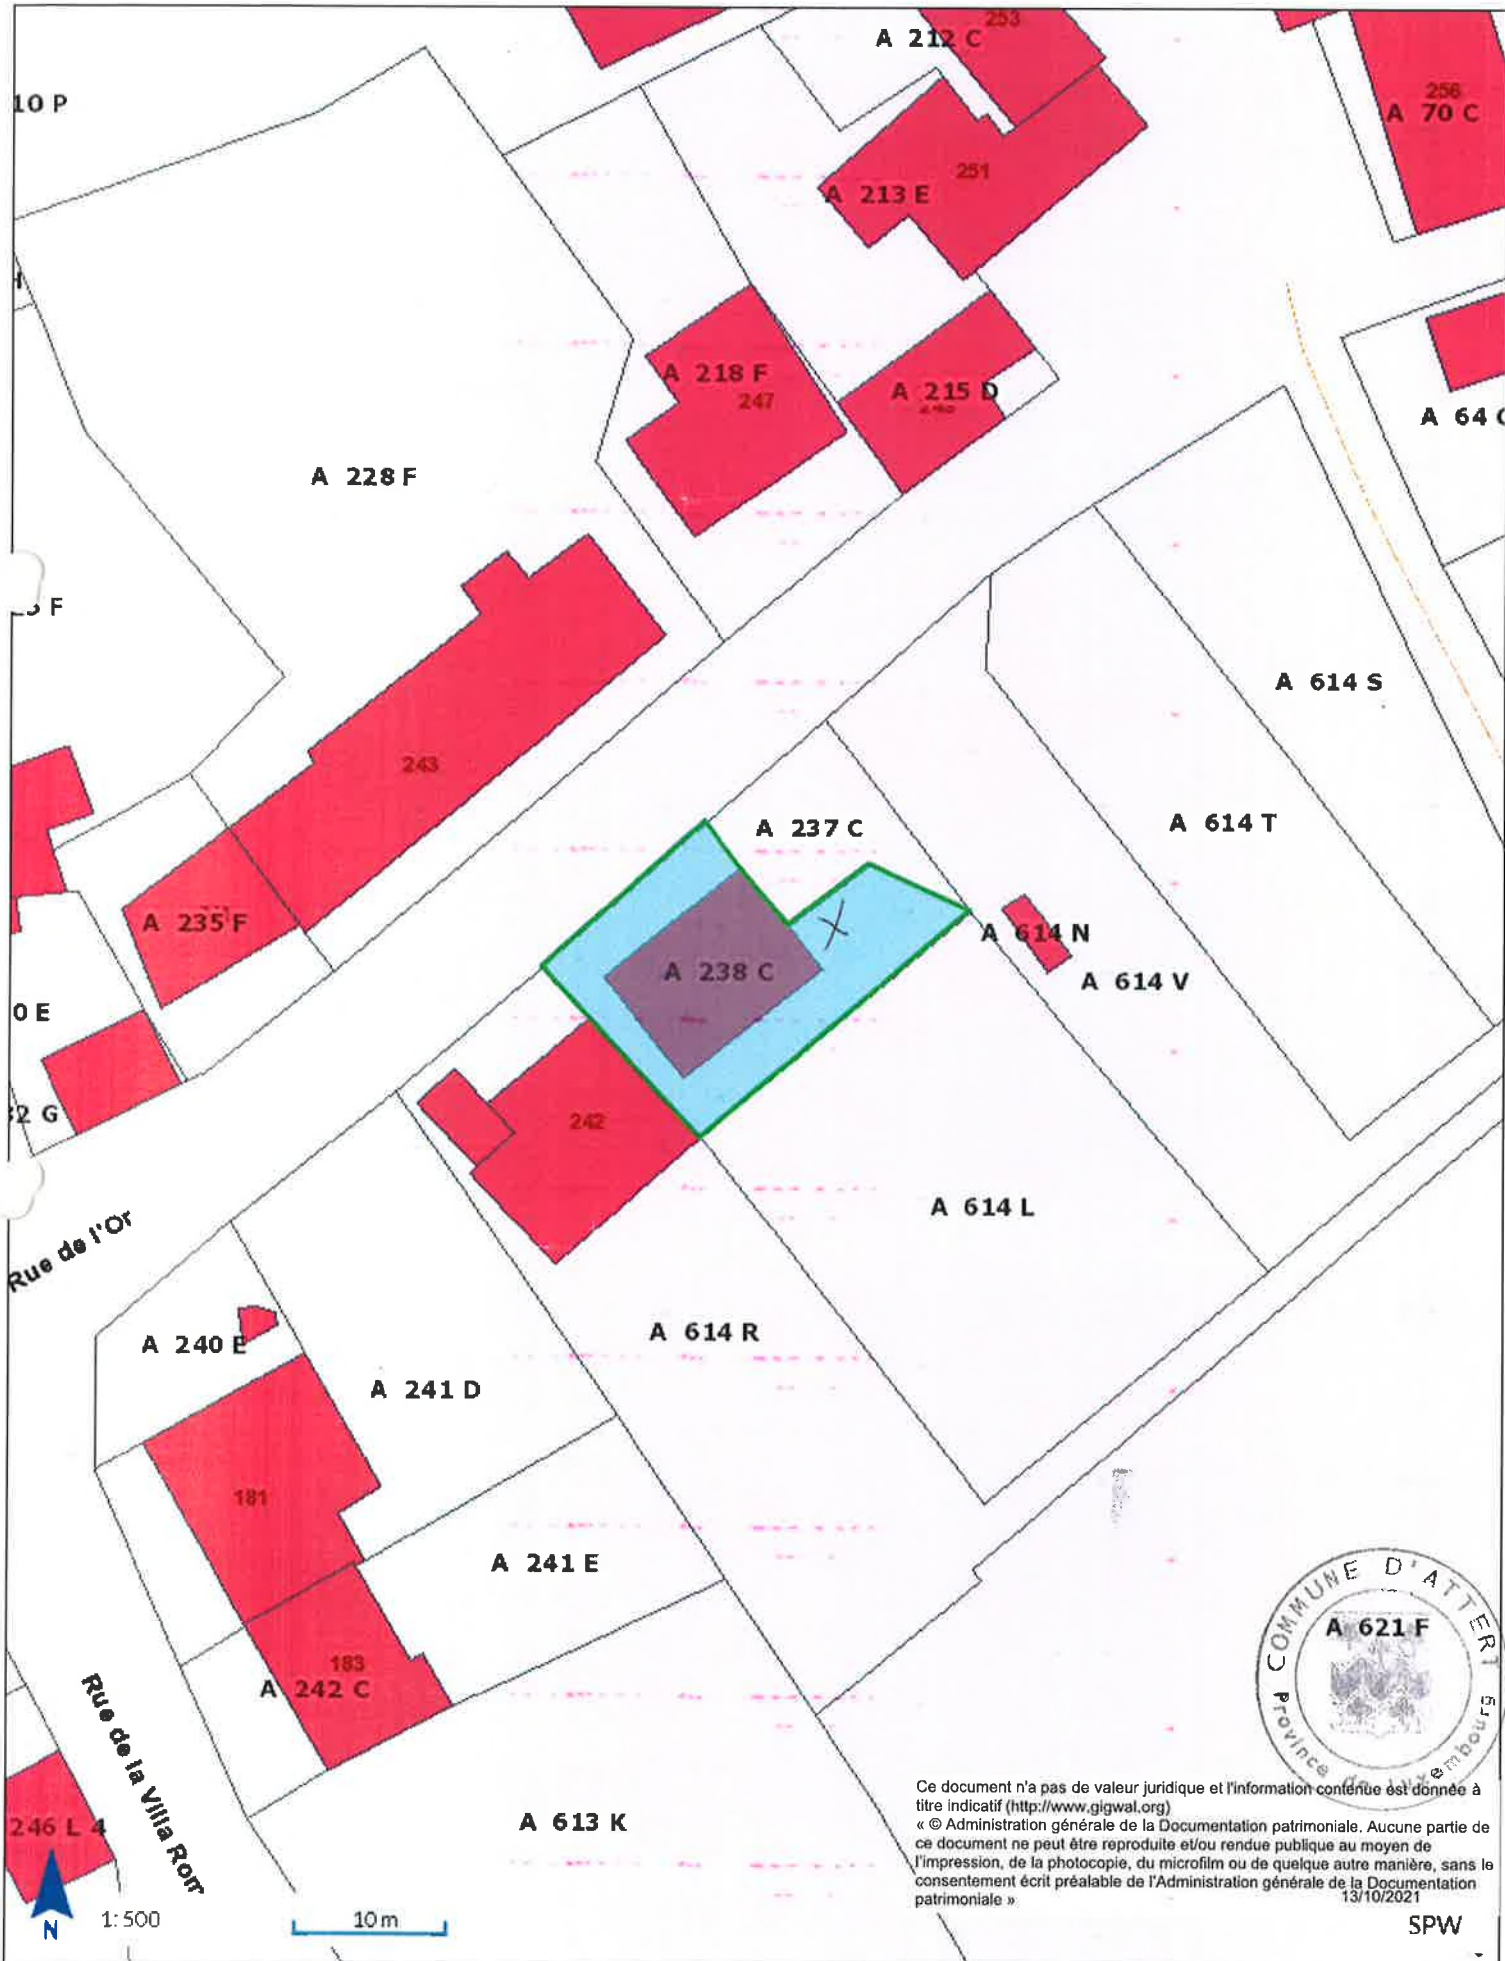 253
A 212 C
10 P
256
A 70 C
251
A 213 E
A 218 F
247
A 215 D
A 64
A 228 F
F
A 614 S
243
A 237 C
A 614 T
A 235 F
A 614 N
A 238 C
A 614 V
0 E
2 G
242
A 614 L
Rue de l'Or
A 240 E
A 614 R
A 241 D
181
A 241 E
COMMUNE D'ATTERT
Province de Luxembourg
A 621 F
183
A 242 C
Rue de la Villa Rom
A 613 K
246 L 4
Ce document n'a pas de valeur juridique et l'information contenue est donnée à
titre indicatif (http://www.gigwal.org)
« © Administration générale de la Documentation patrimoniale. Aucune partie de
ce document ne peut être reproduite et/ou rendue publique au moyen de
l'impression, de la photocopie, du microfilm ou de quelque autre manière, sans le
consentement écrit préalable de l'Administration générale de la Documentation
patrimoniale »
13/10/2021
N
1:500
10 m
SPW